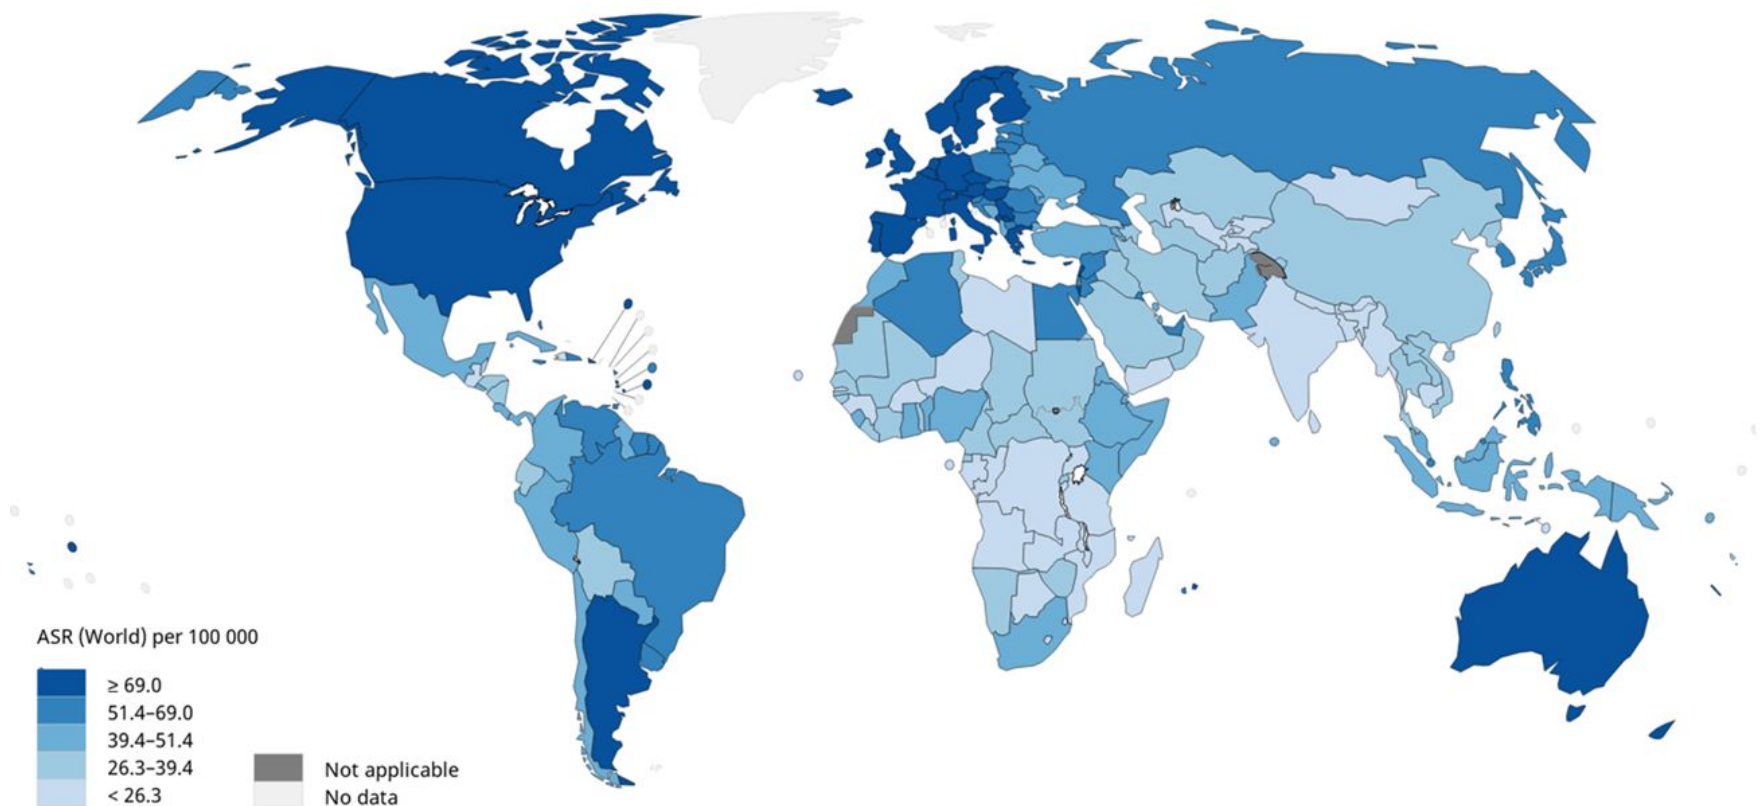 ASR (World) per 100 000
≥ 69.0
51.4–69.0
39.4–51.4
26.3–39.4
< 26.3
Not applicable
No data